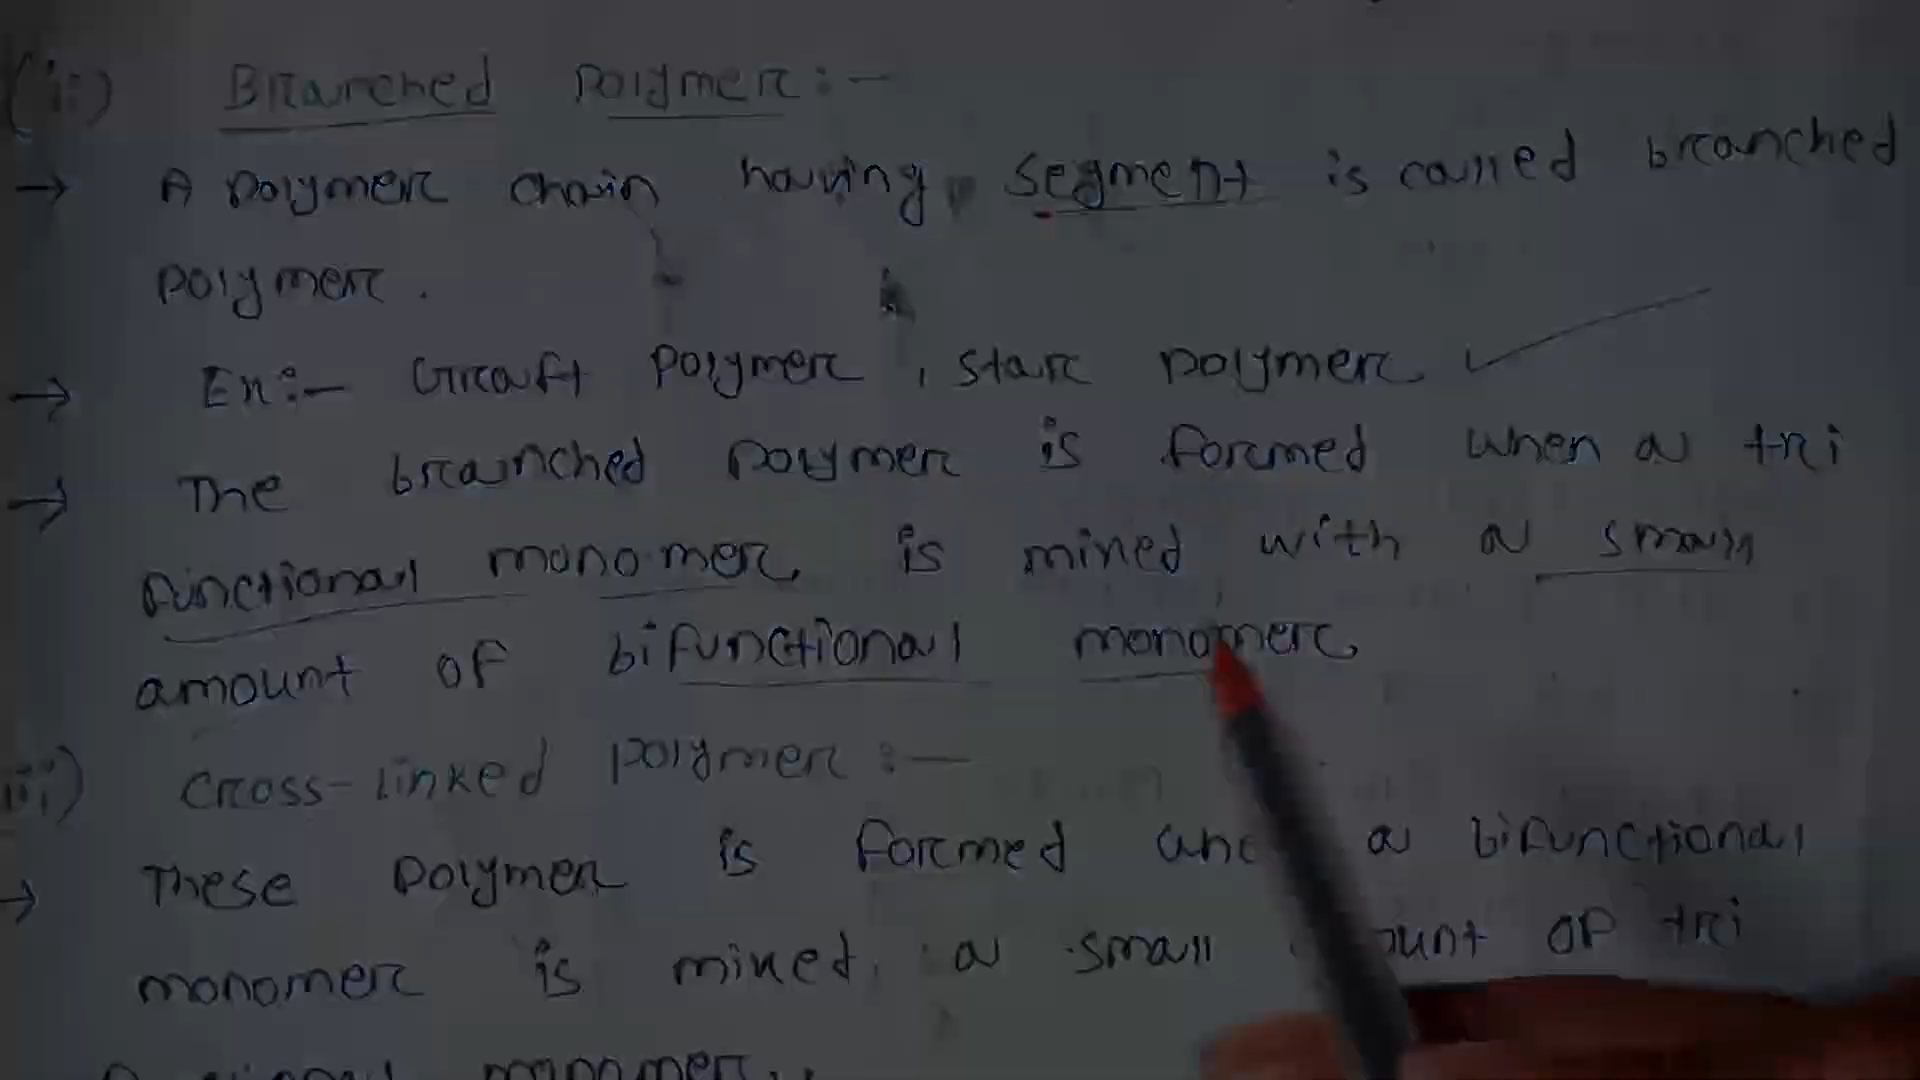 (ii) Branched Polymer :-
→ A polymer chain having segment is called branched
polymer.
→ Ex:- Graft polymer, star polymer
→ The branched polymer is formed when a tri
functional monomer is mixed with a small
amount of bifunctional monomer
iii) Cross-linked polymer :-
→ These polymer is formed a bifunctional
monomer is mixed, a small of tri
monomer.